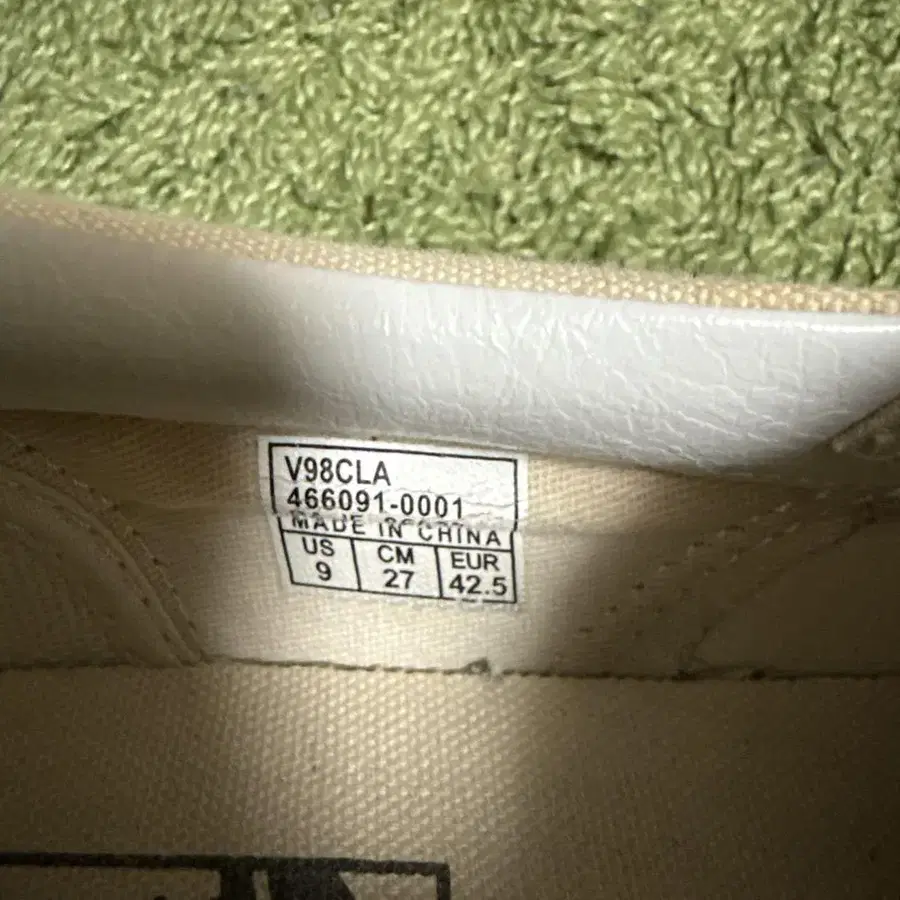 V98CLA
466091-0001
MADE IN CHINA
US CM EUR
9 27 42.5